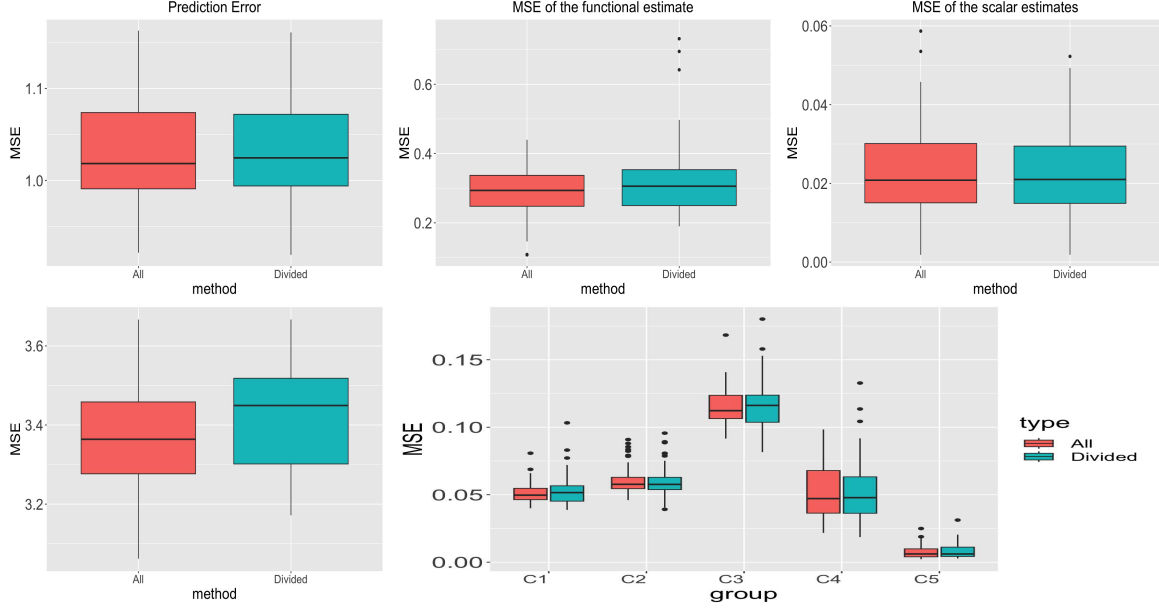 Prediction Error
MSE of the functional estimate
MSE of the scalar estimates
MSE
1.1
1.0
All
Divided
method
MSE
0.6
0.4
0.2
All
Divided
method
MSE
0.06
0.04
0.02
0.00
All
Divided
method
MSE
3.6
3.4
3.2
All
Divided
method
MSE
0.15
0.10
0.05
0.00
C1
C2
C3
C4
C5
group
type
All
Divided